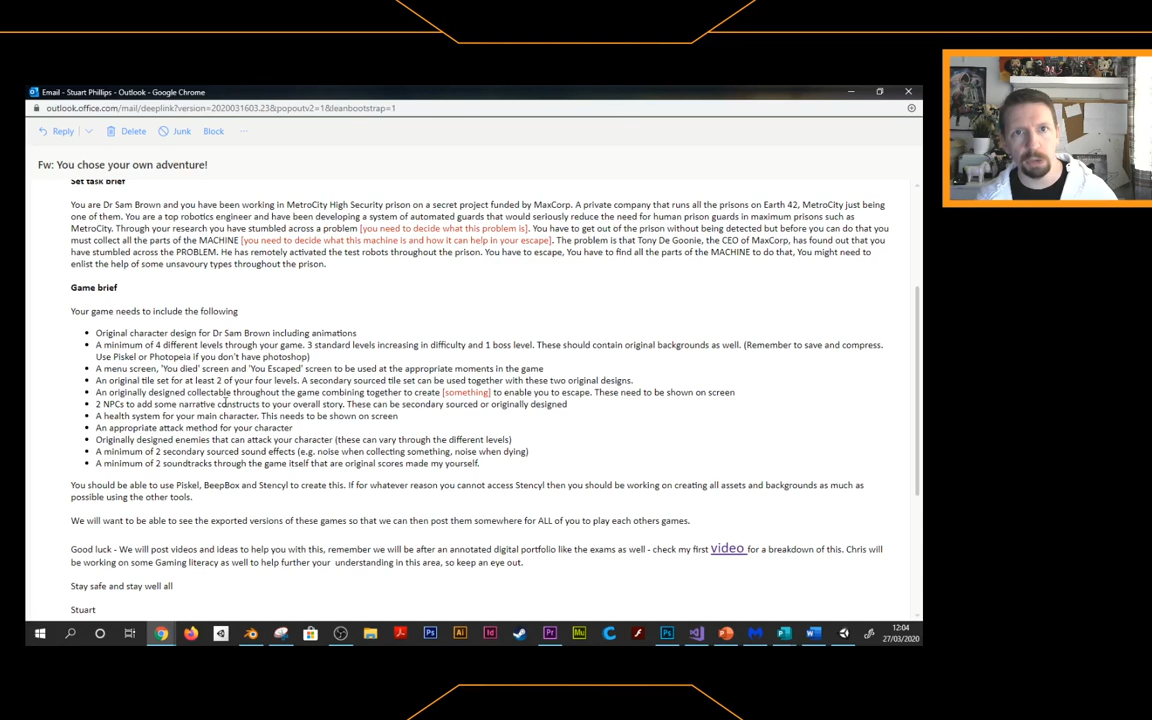 Email - Stuart Phillips - Outlook - Google Chrome
outlook.office.com/mail/deeplink?version=2020031603.23&popoutv2=1&leanbootstrap=1
Reply Delete Junk Block ...
Fw: You chose your own adventure!
Set task brief
You are Dr Sam Brown and you have been working in MetroCity High Security prison on a secret project funded by MaxCorp. A private company that runs all the prisons on Earth 42, MetroCity just being
one of them. You are a top robotics engineer and have been developing a system of automated guards that would seriously reduce the need for human prison guards in maximum prisons such as
MetroCity. Through your research you have stumbled across a problem [you need to decide what this problem is]. You have to get out of the prison without being detected but before you can do that you
must collect all the parts of the MACHINE [you need to decide what this machine is and how it can help in your escape]. The problem is that Tony De Goonie, the CEO of MaxCorp, has found out that you
have stumbled across the PROBLEM. He has remotely activated the test robots throughout the prison. You have to escape, You have to find all the parts of the MACHINE to do that, You might need to
enlist the help of some unsavoury types throughout the prison.
Game brief
Your game needs to include the following
• Original character design for Dr Sam Brown including animations
• A minimum of 4 different levels through your game. 3 standard levels increasing in difficulty and 1 boss level. These should contain original backgrounds as well. (Remember to save and compress.
Use Piskel or Photopeia if you don't have photoshop)
• A menu screen, 'You died' screen and 'You Escaped' screen to be used at the appropriate moments in the game
• An original tile set for at least 2 of your four levels. A secondary sourced tile set can be used together with these two original designs.
• An originally designed collectable throughout the game combining together to create [something] to enable you to escape. These need to be shown on screen
• 2 NPCs to add some narrative constructs to your overall story. These can be secondary sourced or originally designed
• A health system for your main character. This needs to be shown on screen
• An appropriate attack method for your character
• Originally designed enemies that can attack your character (these can vary through the different levels)
• A minimum of 2 secondary sourced sound effects (e.g. noise when collecting something, noise when dying)
• A minimum of 2 soundtracks through the game itself that are original scores made my yourself.
You should be able to use Piskel, BeepBox and Stencyl to create this. If for whatever reason you cannot access Stencyl then you should be working on creating all assets and backgrounds as much as
possible using the other tools.
We will want to be able to see the exported versions of these games so that we can then post them somewhere for ALL of you to play each others games.
Good luck - We will post videos and ideas to help you with this, remember we will be after an annotated digital portfolio like the exams as well - check my first video for a breakdown of this. Chris will
be working on some Gaming literacy as well to help further your understanding in this area, so keep an eye out.
Stay safe and stay well all
Stuart
Ps Ai Id Pr Mu Ps
12:04
27/03/2020